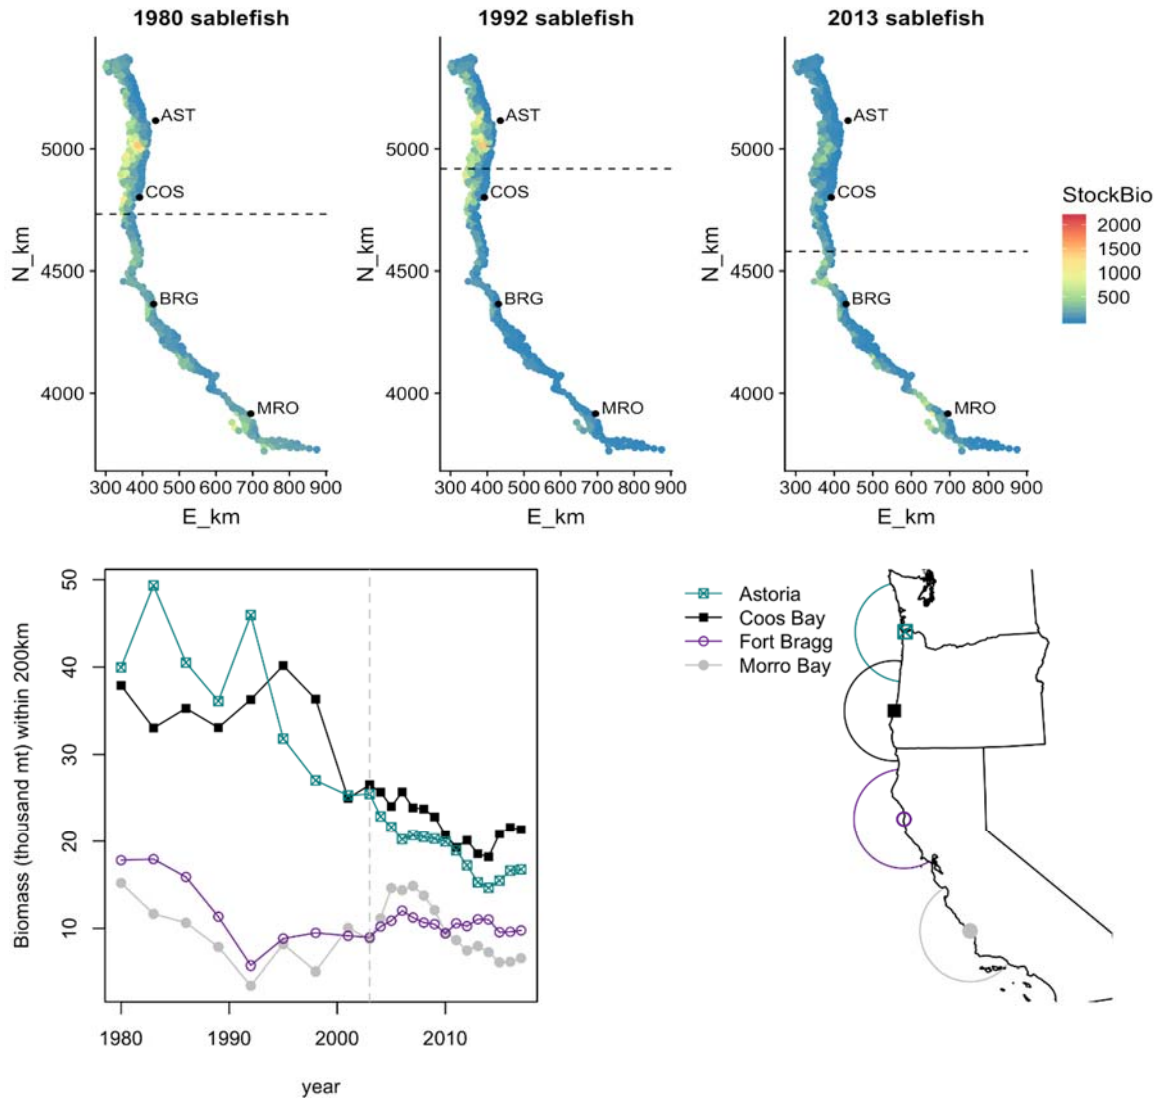 1980 sablefish 1992 sablefish 2013 sablefish
AST AST AST
5000 5000 5000
COS COS COS
StockBio
2000
1500
1000
500
N_km N_km N_km
4500 4500 4500
BRG BRG BRG
4000 4000 4000
MRO MRO MRO
300 400 500 600 700 800 900 300 400 500 600 700 800 900 300 400 500 600 700 800 900
E_km E_km E_km
50
40
30
20
10
Biomass (thousand mt) within 200km
1980 1990 2000 2010
year
Astoria
Coos Bay
Fort Bragg
Morro Bay